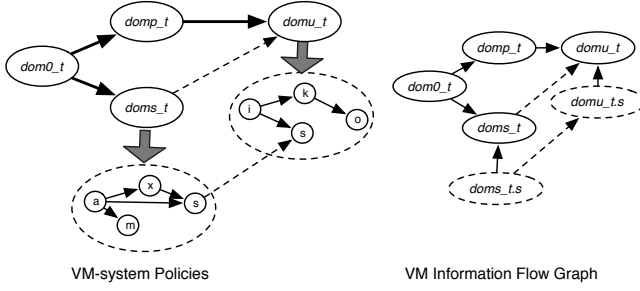 domp_t
domu_t
dom0_t
doms_t
i
k
s
o
a
x
s
m
VM-system Policies
domp_t
domu_t
dom0_t
domu_t.s
doms_t
doms_t.s
VM Information Flow Graph